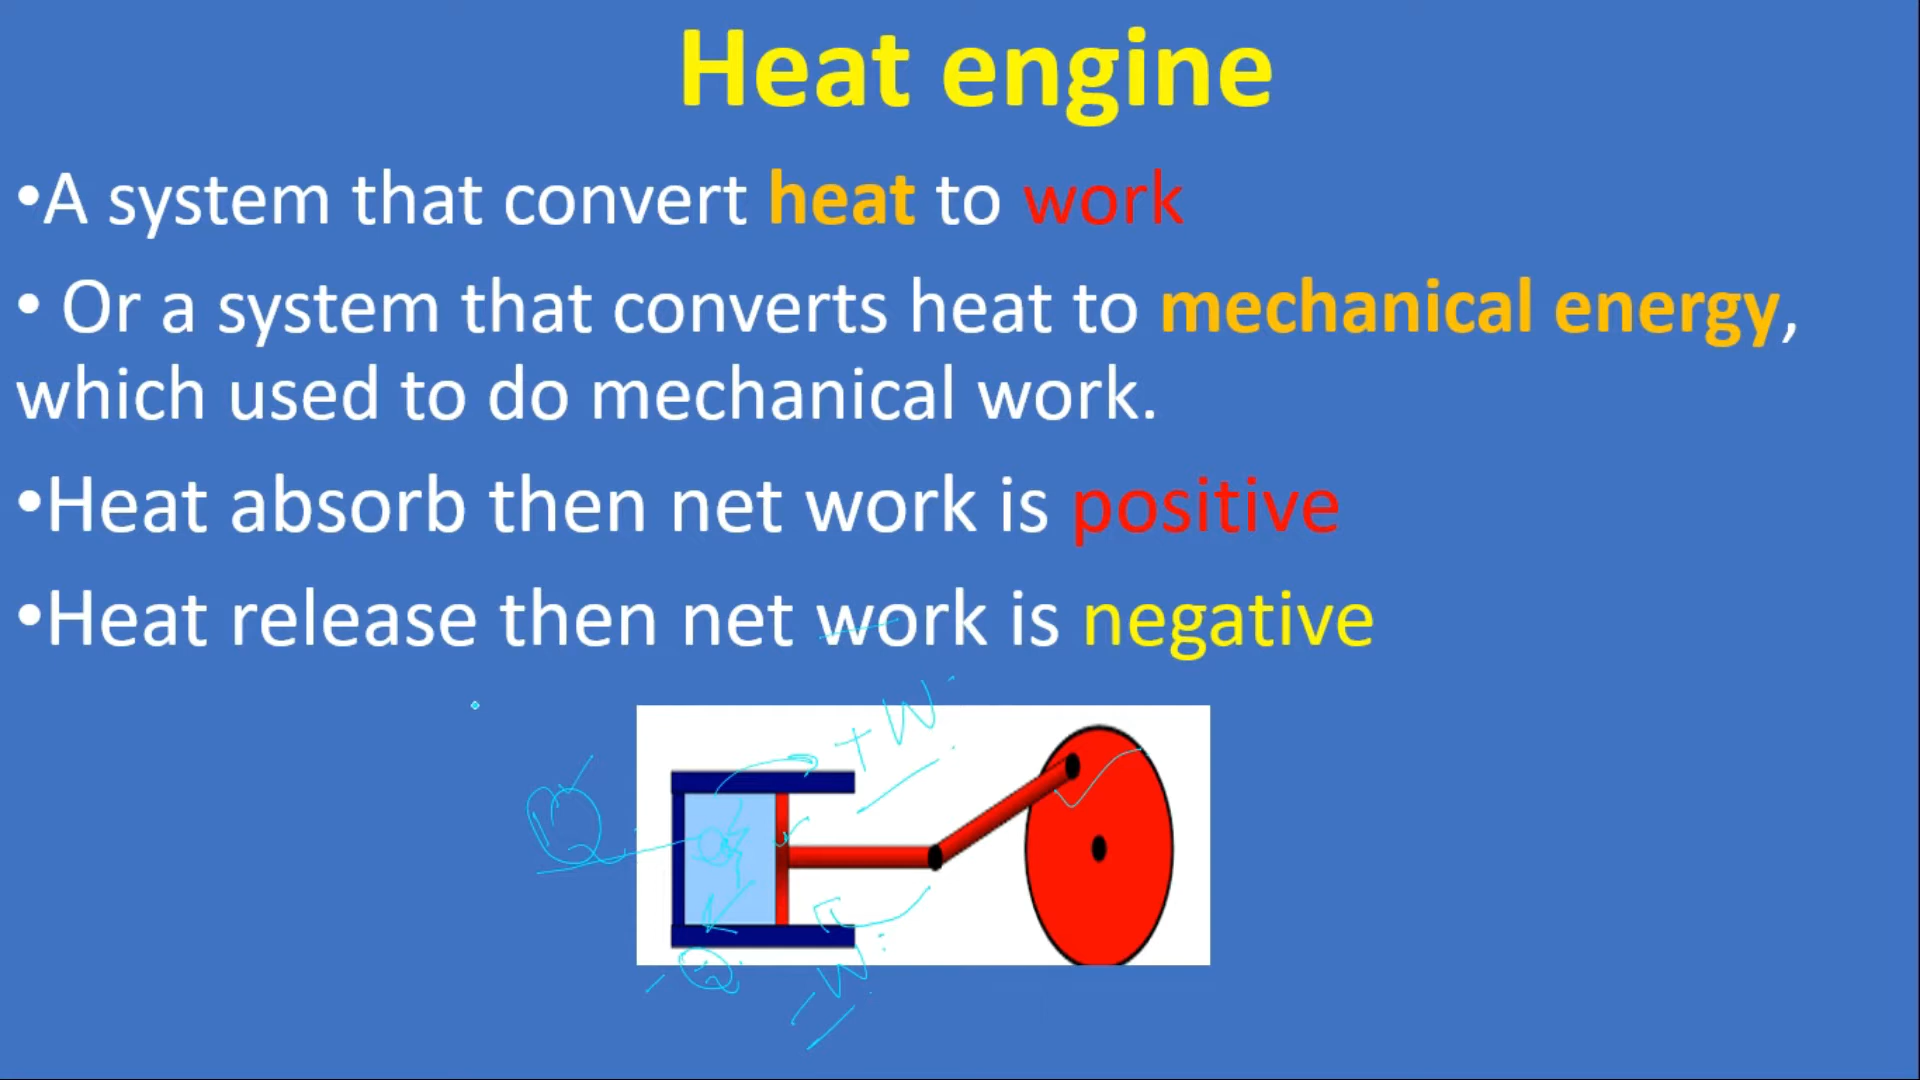 Heat engine
•A system that convert heat to work
• Or a system that converts heat to mechanical energy,
which used to do mechanical work.
•Heat absorb then net work is positive
•Heat release then net work is negative
+W
Q
-Q
-W